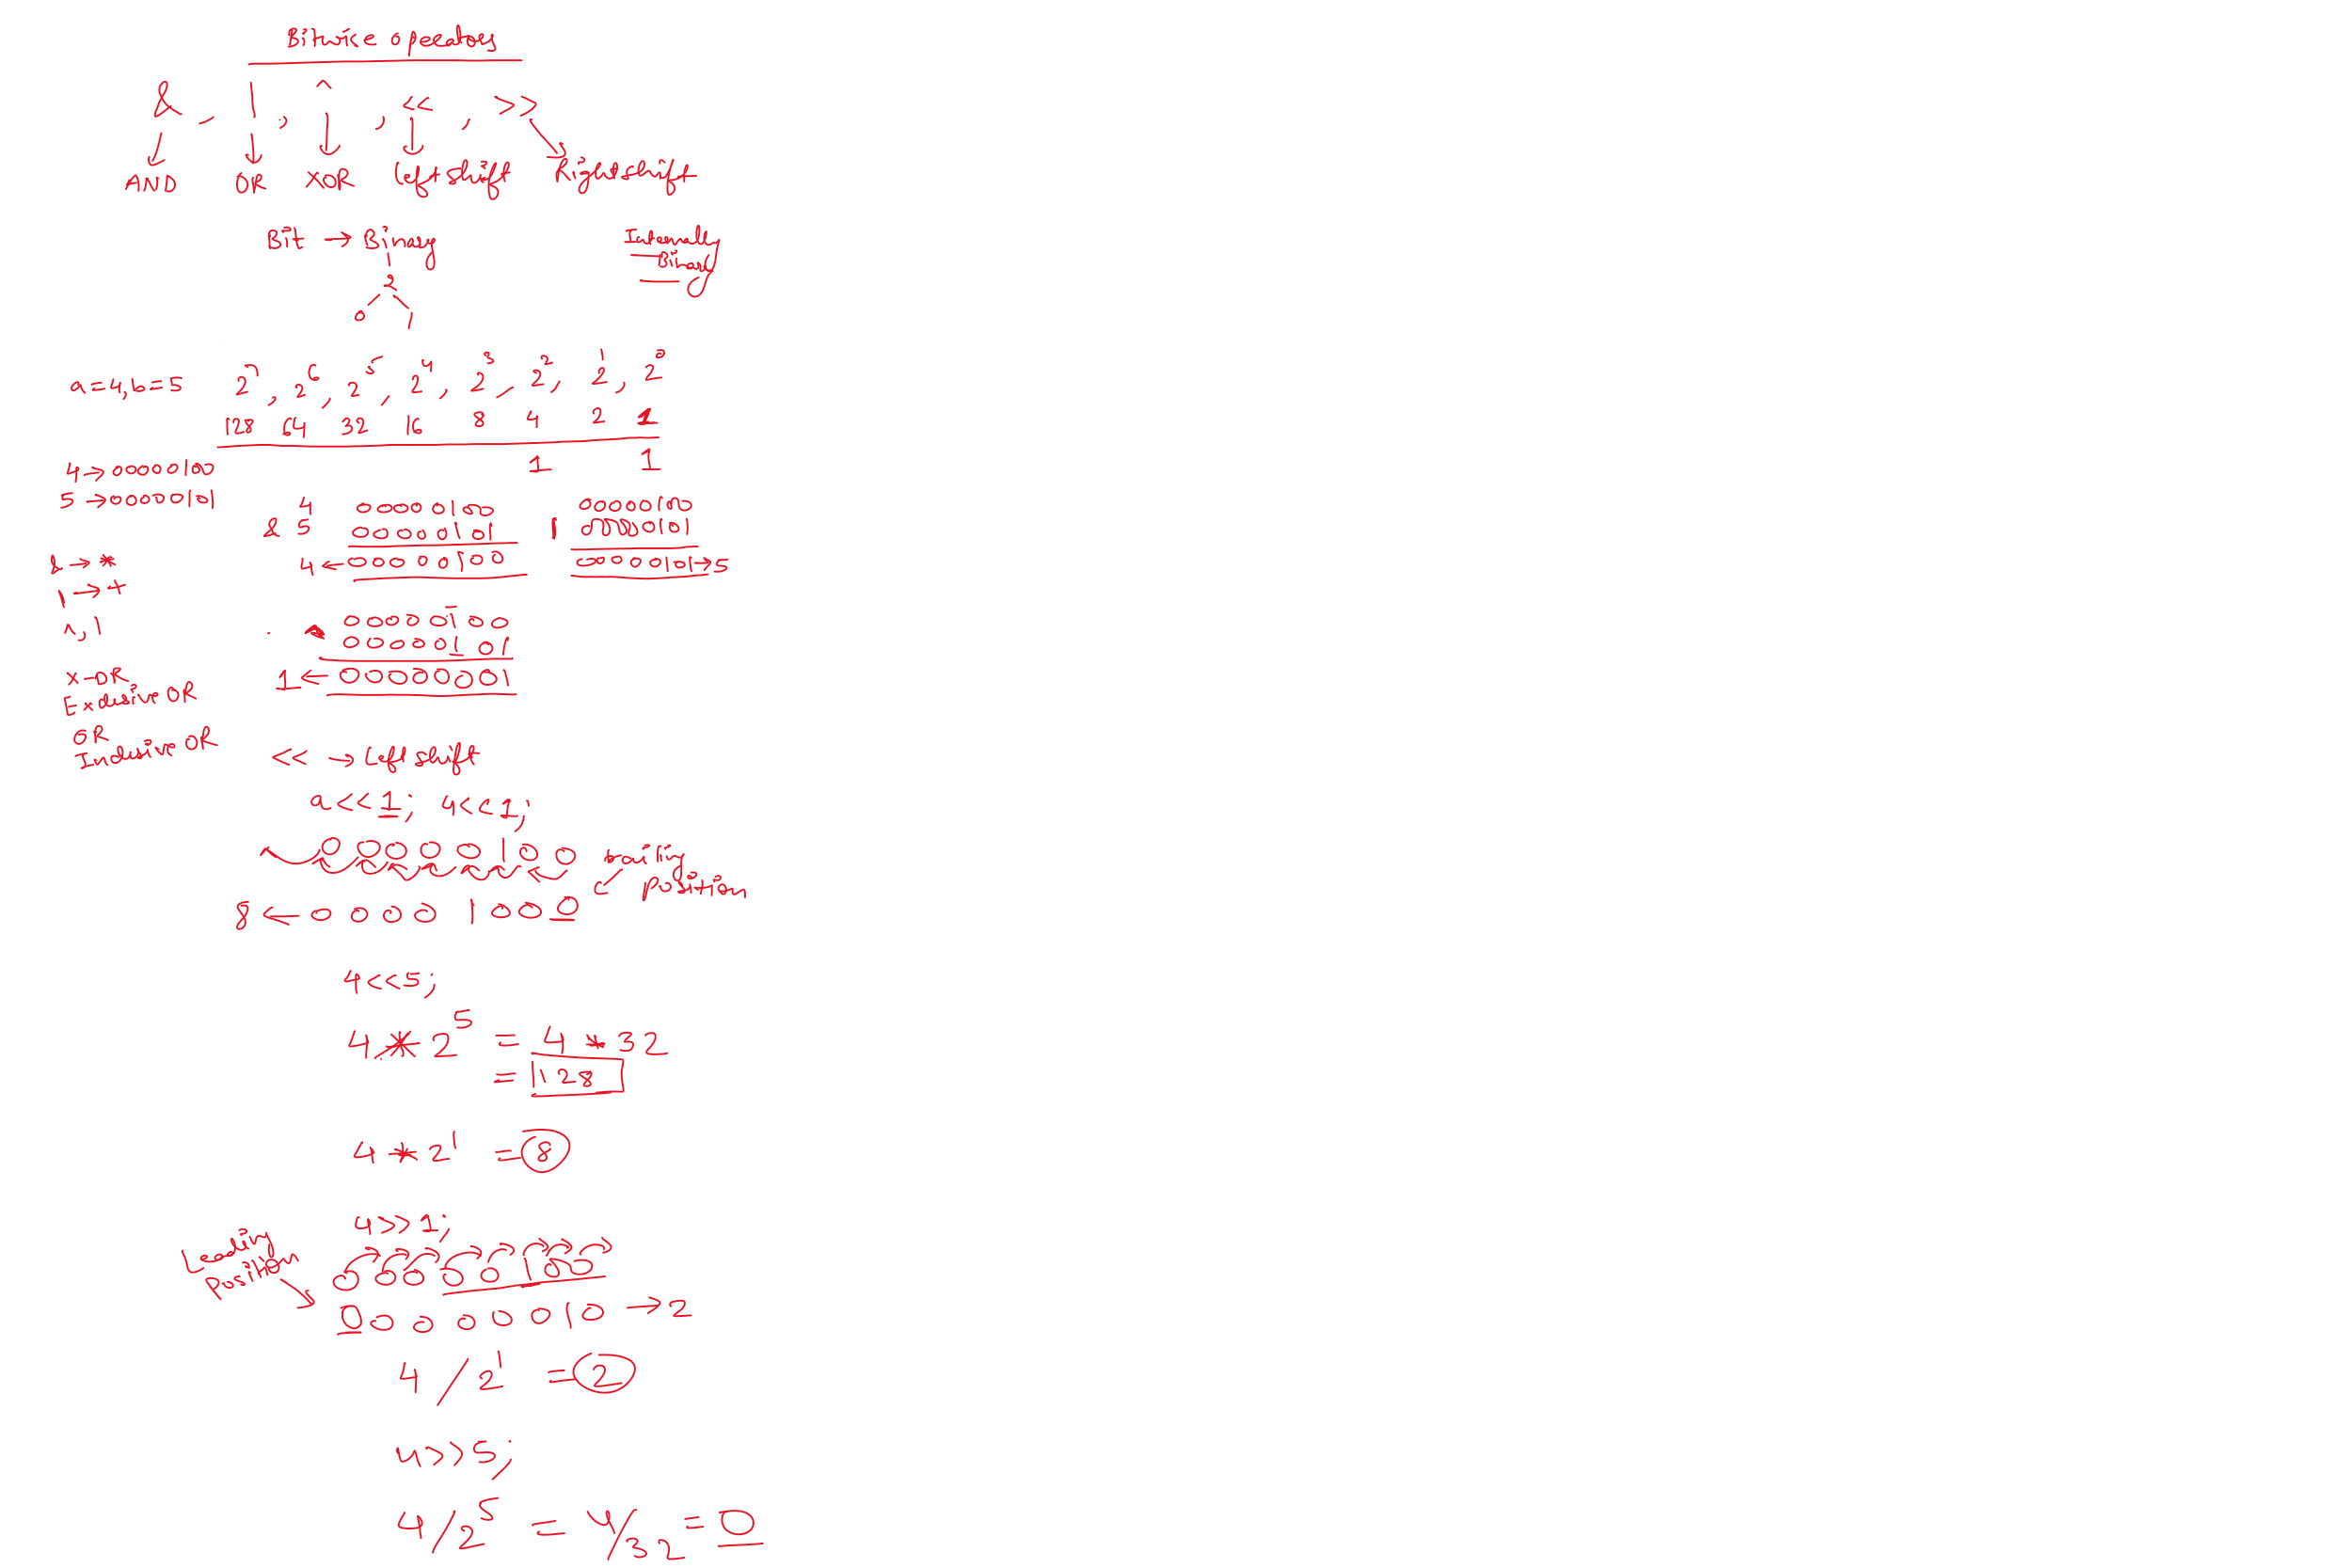 Bitwise operators
& , | , ^ , << , >>
AND OR XOR Left shift Right shift
Bit → Binary
2
0 1
Internally
Binary
a=4,b=5
2^7, 2^6, 2^5, 2^4, 2^3, 2^2, 2^1, 2^0
128 64 32 16 8 4 2 1
1 1
4→00000100
5→00000101
4 00000100
& 5 00000101
4←00000100
00000100
| 00000101
00000101→5
&→*
|→+
^,|
00000100
^ 00000101
1←00000001
X-OR
Exclusive OR
OR
Inclusive OR
<< → Left shift
a<<1; 4<<1;
00000100
trailing
position
8←00001000
4<<5;
4*2^5 = 4*32
= 128
4*2^1 = 8
4>>1;
Leading
Position
00000100
00000010→2
4/2^1 = 2
4>>5;
4/2^5 = 4/32 = 0